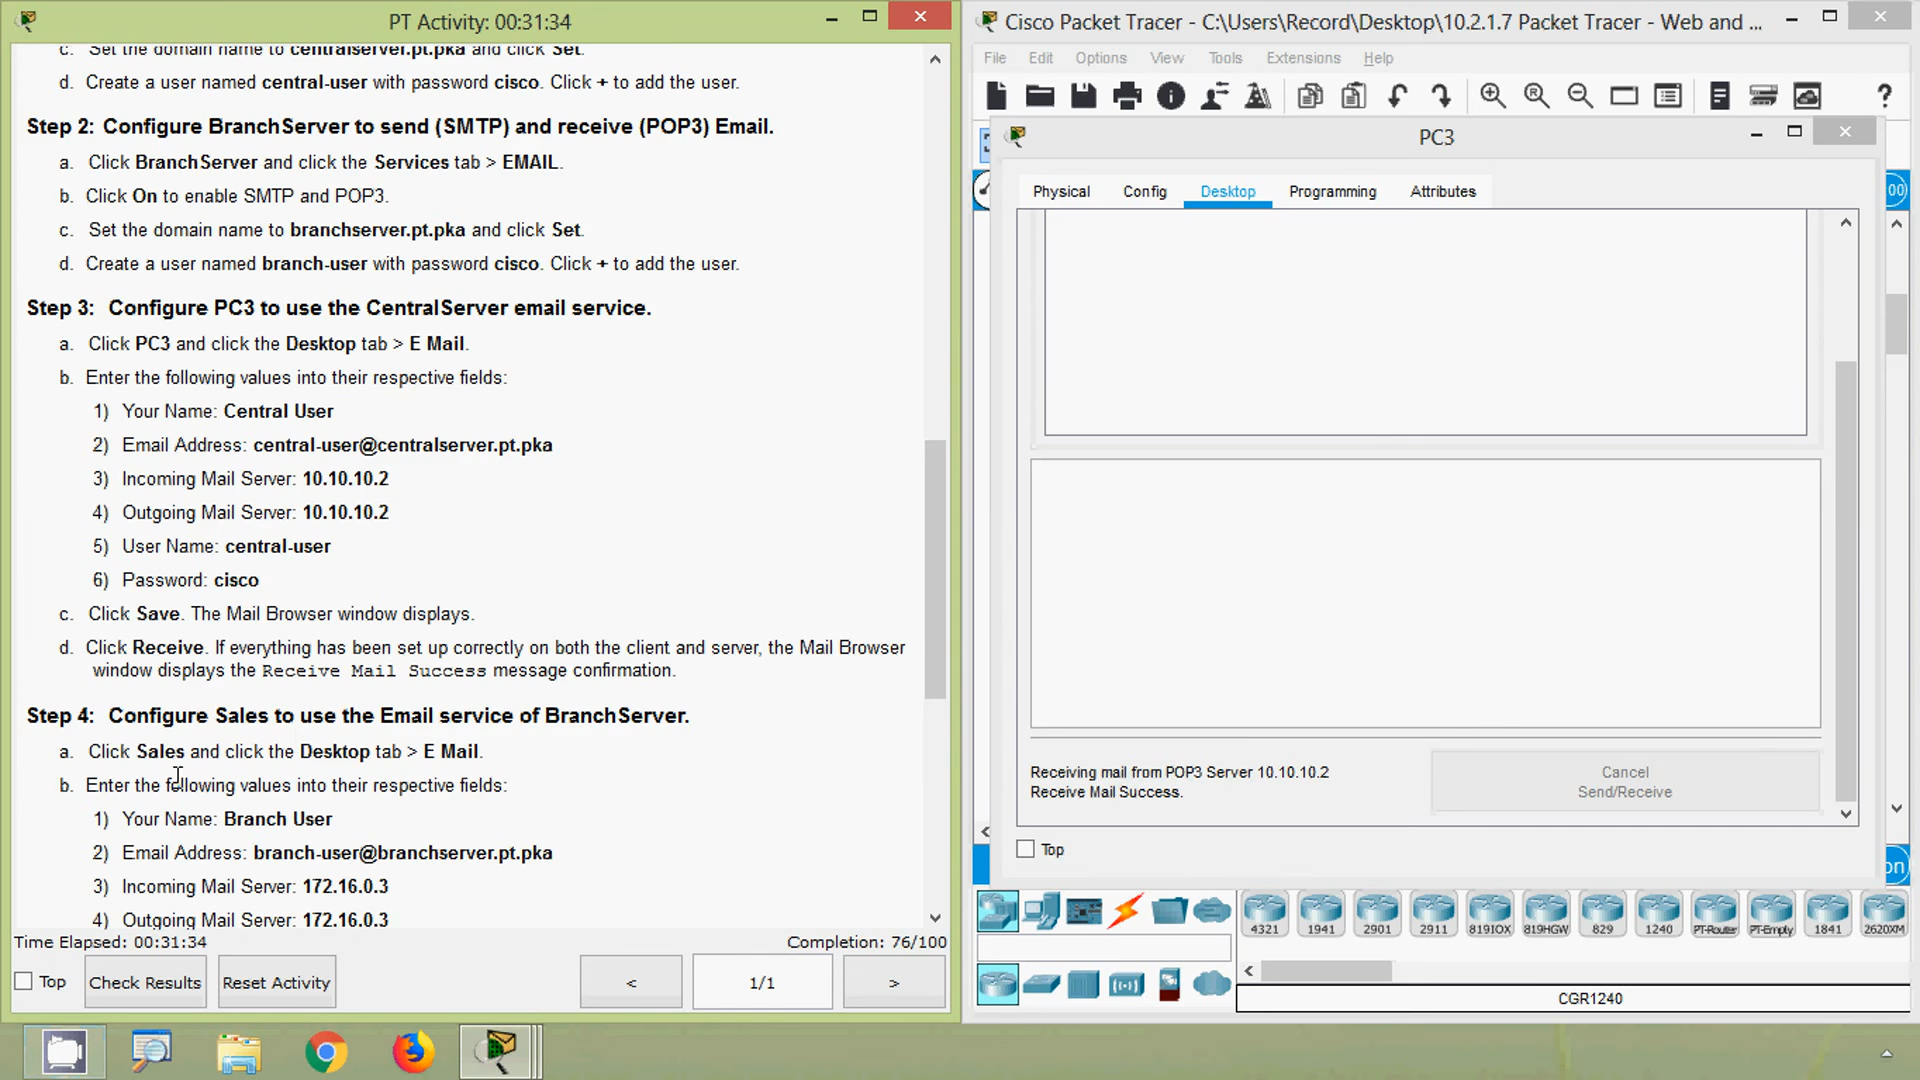 PT Activity: 00:31:34
c. Set the domain name to centralserver.pt.pka and click Set.
d. Create a user named central-user with password cisco. Click + to add the user.
Step 2: Configure BranchServer to send (SMTP) and receive (POP3) Email.
a. Click BranchServer and click the Services tab > EMAIL.
b. Click On to enable SMTP and POP3.
c. Set the domain name to branchserver.pt.pka and click Set.
d. Create a user named branch-user with password cisco. Click + to add the user.
Step 3: Configure PC3 to use the CentralServer email service.
a. Click PC3 and click the Desktop tab > E Mail.
b. Enter the following values into their respective fields:
1) Your Name: Central User
2) Email Address: central-user@centralserver.pt.pka
3) Incoming Mail Server: 10.10.10.2
4) Outgoing Mail Server: 10.10.10.2
5) User Name: central-user
6) Password: cisco
c. Click Save. The Mail Browser window displays.
d. Click Receive. If everything has been set up correctly on both the client and server, the Mail Browser
window displays the Receive Mail Success message confirmation.
Step 4: Configure Sales to use the Email service of BranchServer.
a. Click Sales and click the Desktop tab > E Mail.
b. Enter the following values into their respective fields:
1) Your Name: Branch User
2) Email Address: branch-user@branchserver.pt.pka
3) Incoming Mail Server: 172.16.0.3
4) Outgoing Mail Server: 172.16.0.3
Time Elapsed: 00:31:34 Completion: 76/100
Top Check Results Reset Activity < 1/1 >
Cisco Packet Tracer - C:\Users\Record\Desktop\10.2.1.7 Packet Tracer - Web and ...
File Edit Options View Tools Extensions Help
PC3
Physical Config Desktop Programming Attributes
00
Receiving mail from POP3 Server 10.10.10.2
Receive Mail Success.
Cancel
Send/Receive
Top
on
4321 1941 2901 2911 819IOX 819HGW 829 1240 PT-Router PT-Empty 1841 2620XM
CGR1240